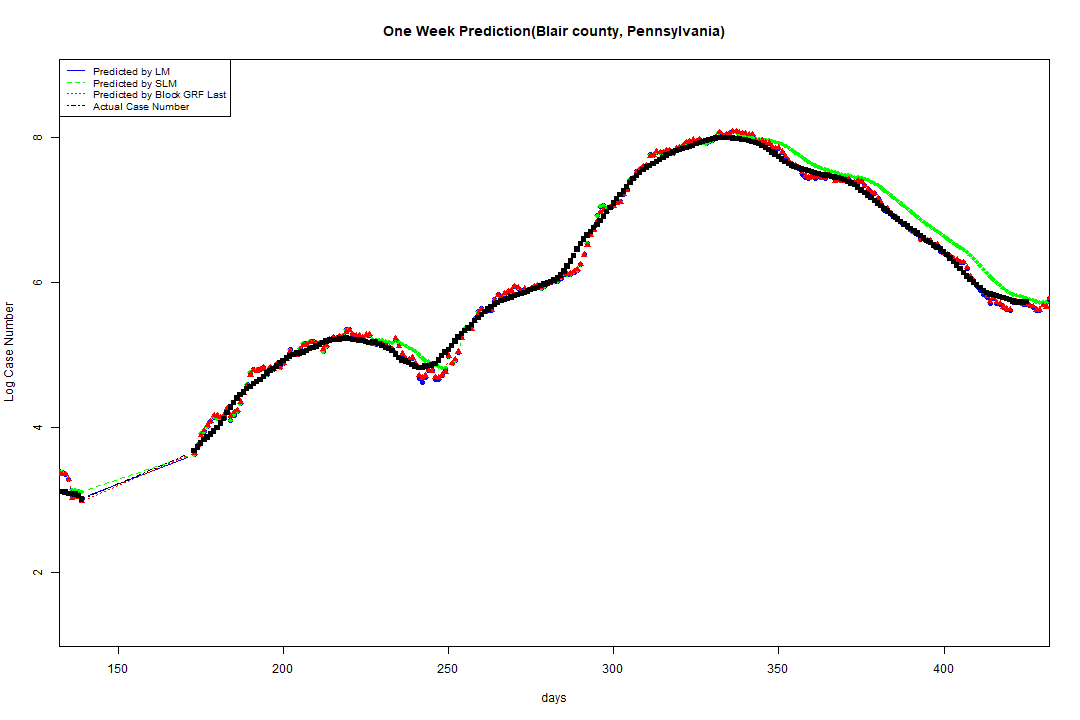 One Week Prediction(Blair county, Pennsylvania)
Predicted by LM
Predicted by SLM
Predicted by Block GRF Last
Actual Case Number
8
6
4
2
Log Case Number
150 200 250 300 350 400
days